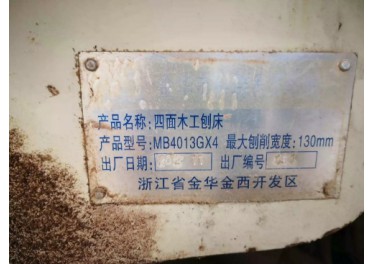 产品名称:四面木工刨床
产品型号:MB4013GX4 最大刨削宽度:130mm
出厂日期: 出厂编号
浙江省金华金西开发区